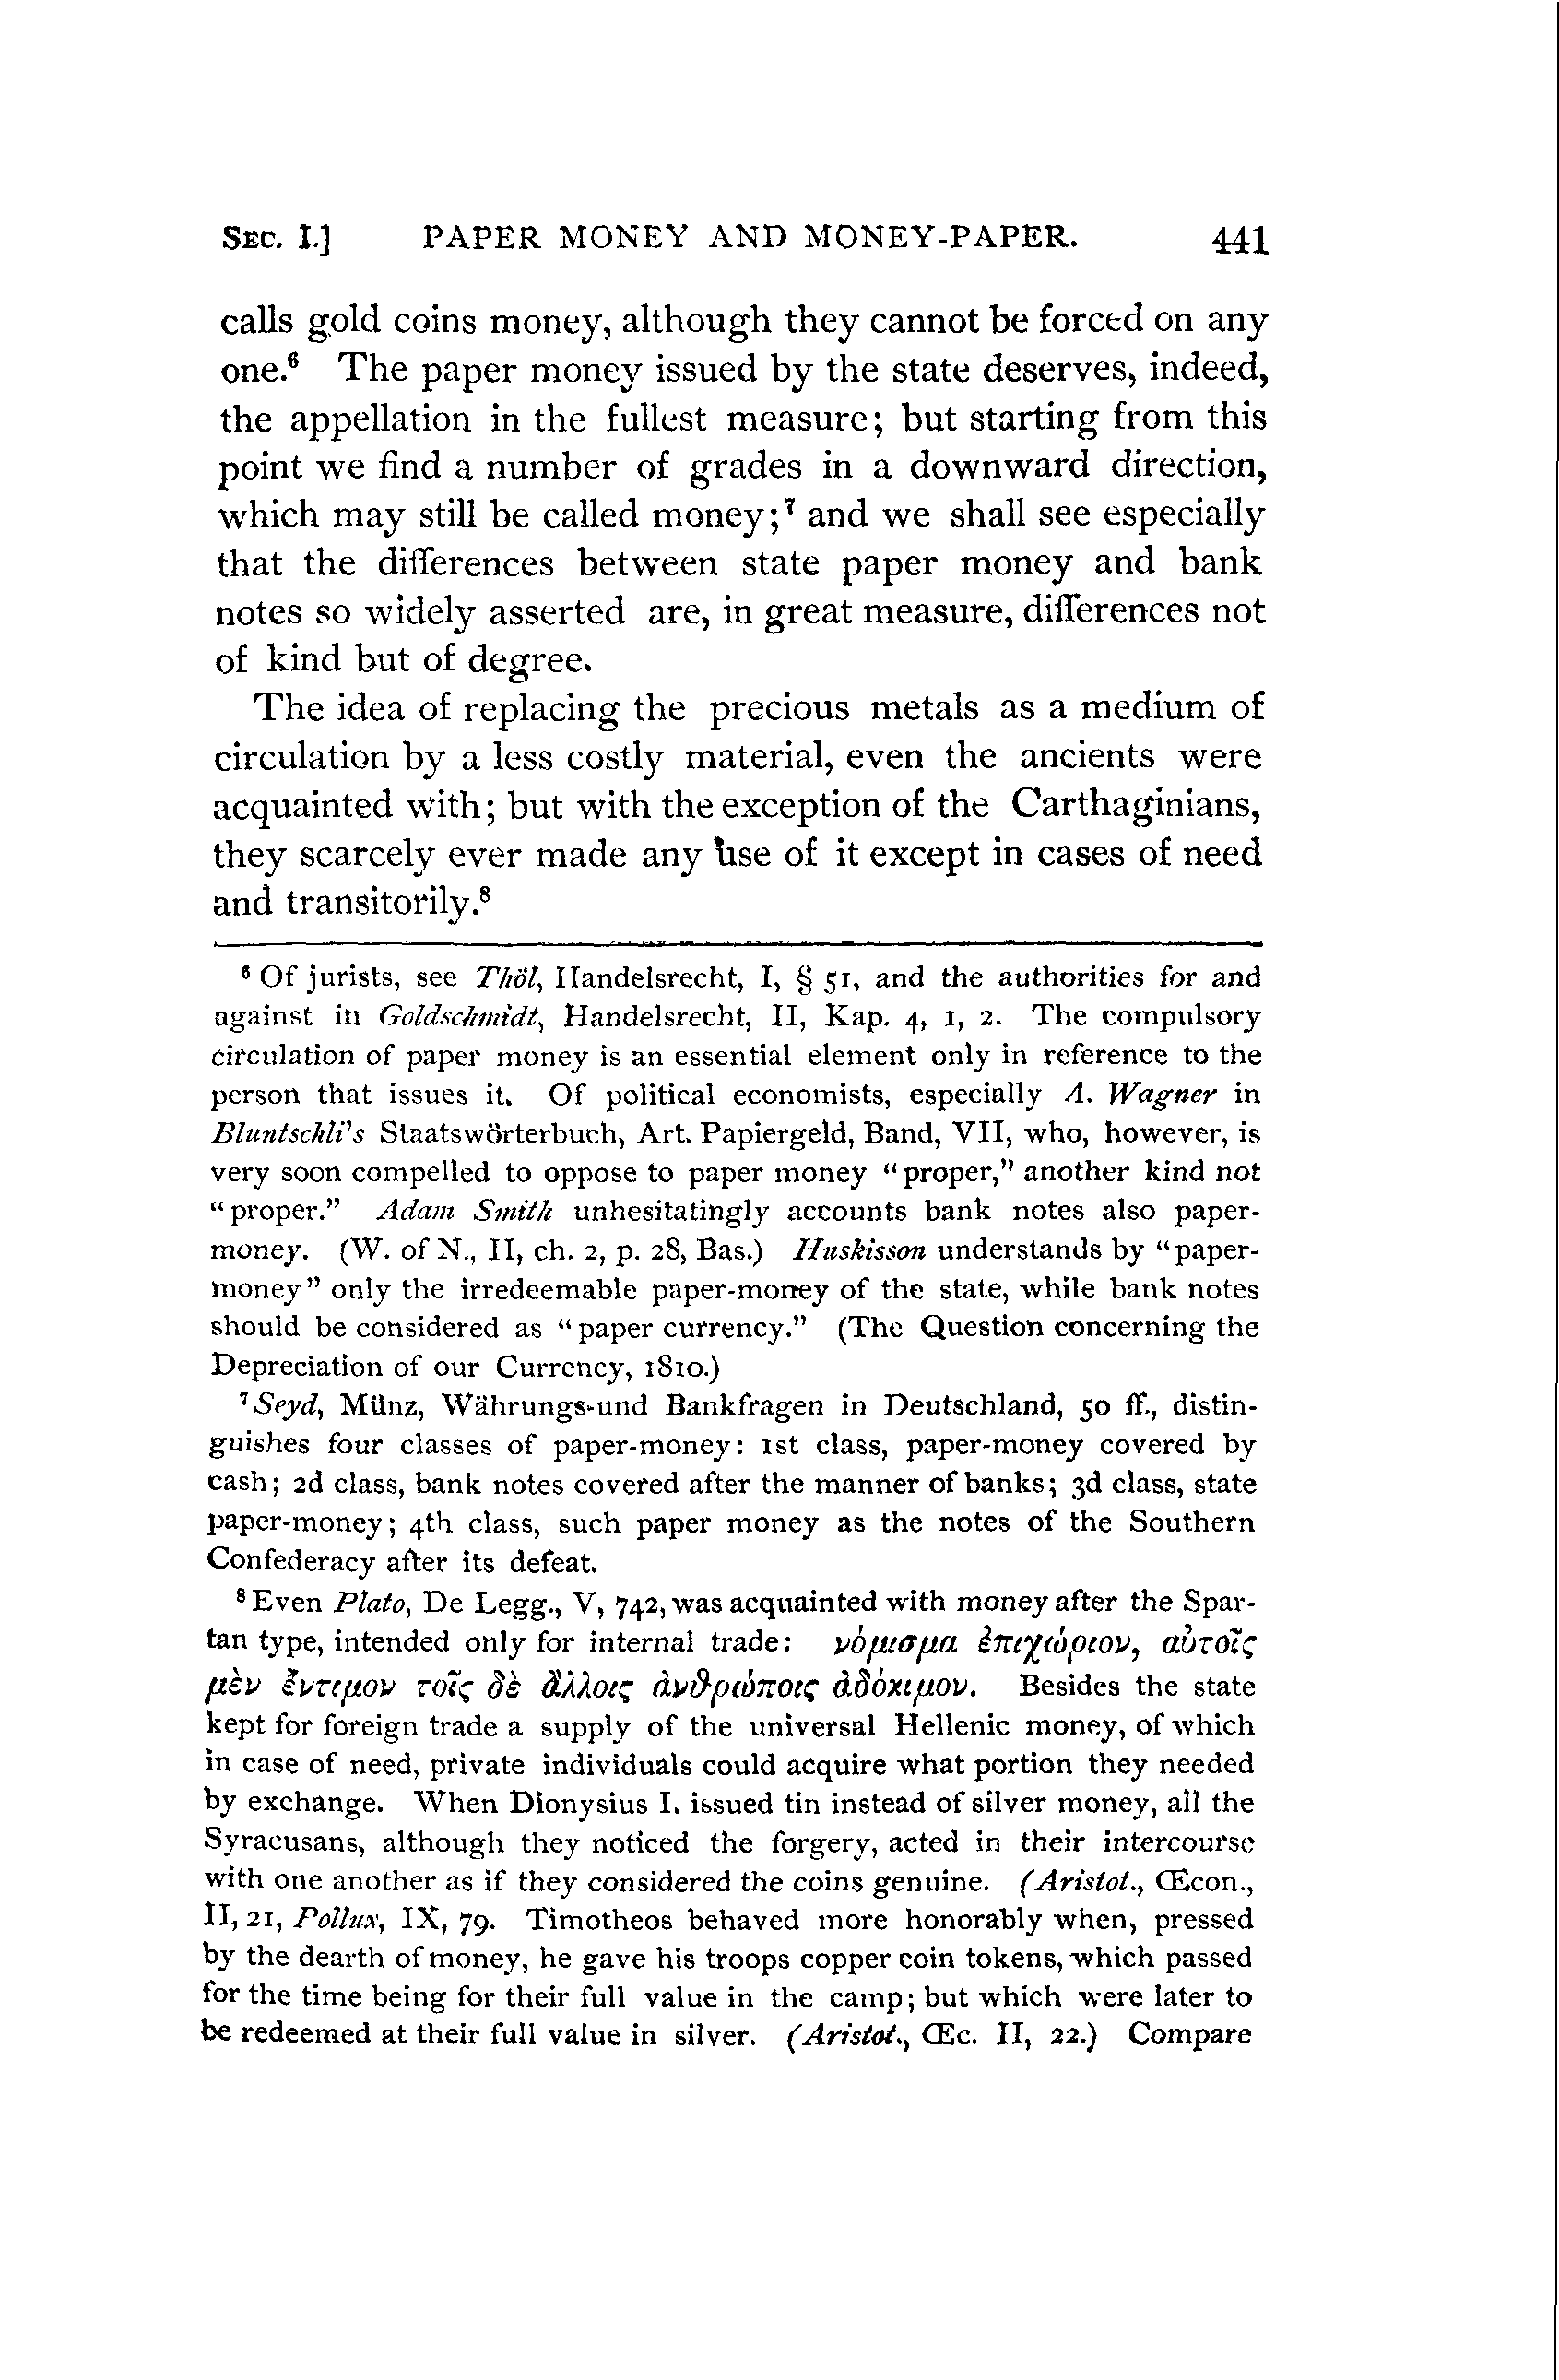 SEC. I.] PAPER MONEY AND MONEY-PAPER. 441
calls gold coins money, although they cannot be forced on any
one.⁶ The paper money issued by the state deserves, indeed,
the appellation in the fullest measure; but starting from this
point we find a number of grades in a downward direction,
which may still be called money;⁷ and we shall see especially
that the differences between state paper money and bank
notes so widely asserted are, in great measure, differences not
of kind but of degree.
The idea of replacing the precious metals as a medium of
circulation by a less costly material, even the ancients were
acquainted with; but with the exception of the Carthaginians,
they scarcely ever made any use of it except in cases of need
and transitorily.⁸
⁶ Of jurists, see Thöl, Handelsrecht, I, § 51, and the authorities for and
against in Goldschmidt, Handelsrecht, II, Kap. 4, 1, 2. The compulsory
circulation of paper money is an essential element only in reference to the
person that issues it. Of political economists, especially A. Wagner in
Bluntschli's Staatswörterbuch, Art. Papiergeld, Band, VII, who, however, is
very soon compelled to oppose to paper money "proper," another kind not
"proper." Adam Smith unhesitatingly accounts bank notes also paper-
money. (W. of N., II, ch. 2, p. 28, Bas.) Huskisson understands by "paper-
money" only the irredeemable paper-money of the state, while bank notes
should be considered as "paper currency." (The Question concerning the
Depreciation of our Currency, 1810.)
⁷ Seyd, Münz, Währungs-und Bankfragen in Deutschland, 50 ff., distin-
guishes four classes of paper-money: 1st class, paper-money covered by
cash; 2d class, bank notes covered after the manner of banks; 3d class, state
paper-money; 4th class, such paper money as the notes of the Southern
Confederacy after its defeat.
⁸ Even Plato, De Legg., V, 742, was acquainted with money after the Spar-
tan type, intended only for internal trade: νόμισμα ἐπιχώριον, αὐτοῖς
μὲν ἔντιμον τοῖς δὲ ἄλλοις ἀνθρώποις ἀδόκιμον. Besides the state
kept for foreign trade a supply of the universal Hellenic money, of which
in case of need, private individuals could acquire what portion they needed
by exchange. When Dionysius I. issued tin instead of silver money, all the
Syracusans, although they noticed the forgery, acted in their intercourse
with one another as if they considered the coins genuine. (Aristot., Œcon.,
II, 21, Pollux, IX, 79. Timotheos behaved more honorably when, pressed
by the dearth of money, he gave his troops copper coin tokens, which passed
for the time being for their full value in the camp; but which were later to
be redeemed at their full value in silver. (Aristot., Œc. II, 22.) Compare